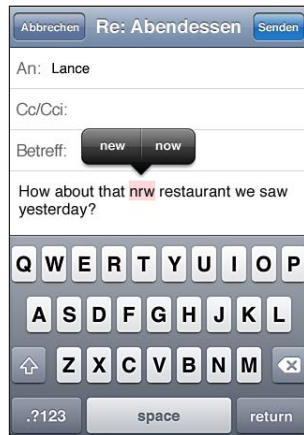 Abbrechen Re: Abendessen Senden
An: Lance
Cc/Cci:
Betreff:
new now
How about that nrw restaurant we saw
yesterday?
Q W E R T Y U I O P
A S D F G H J K L
Z X C V B N M
.?123 space return